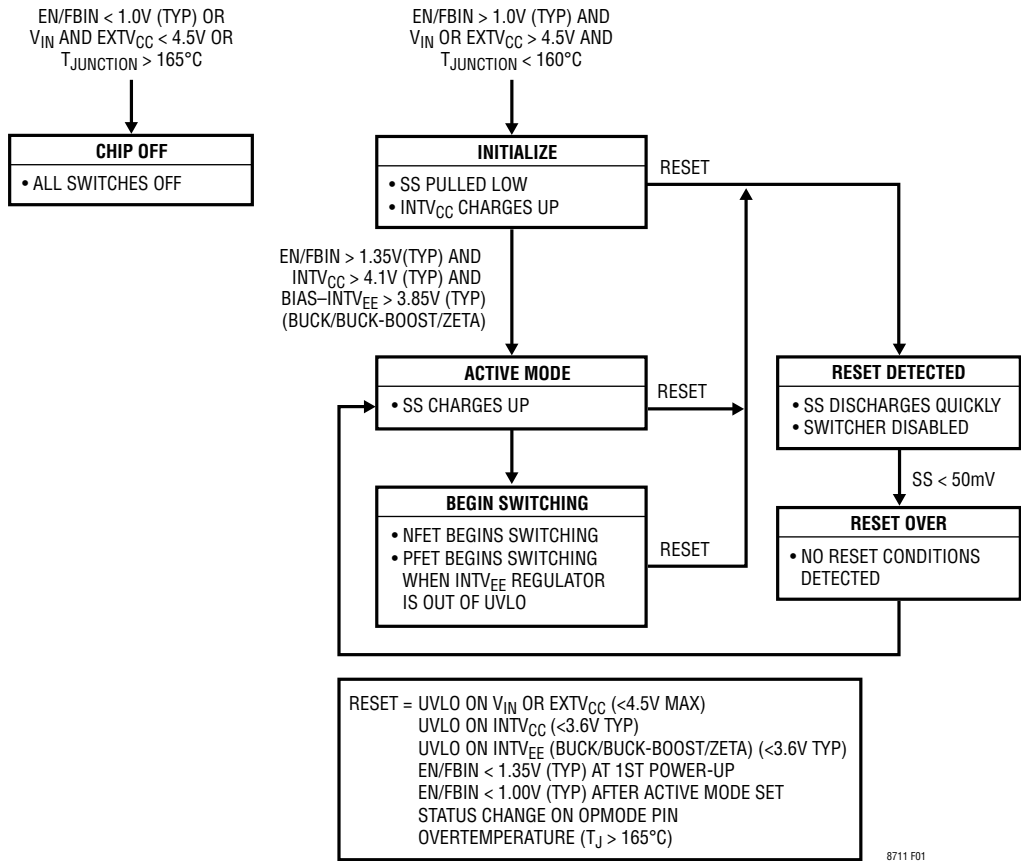 EN/FBIN < 1.0V (TYP) OR
VIN AND EXTVCC < 4.5V OR
TJUNCTION > 165°C
CHIP OFF
• ALL SWITCHES OFF
EN/FBIN > 1.0V (TYP) AND
VIN OR EXTVCC > 4.5V AND
TJUNCTION < 160°C
INITIALIZE
• SS PULLED LOW
• INTVCC CHARGES UP
RESET
EN/FBIN > 1.35V(TYP) AND
INTVCC > 4.1V (TYP) AND
BIAS–INTVEE > 3.85V (TYP)
(BUCK/BUCK-BOOST/ZETA)
ACTIVE MODE
• SS CHARGES UP
RESET
BEGIN SWITCHING
• NFET BEGINS SWITCHING
• PFET BEGINS SWITCHING
WHEN INTVEE REGULATOR
IS OUT OF UVLO
RESET
RESET DETECTED
• SS DISCHARGES QUICKLY
• SWITCHER DISABLED
SS < 50mV
RESET OVER
• NO RESET CONDITIONS
DETECTED
RESET = UVLO ON VIN OR EXTVCC (<4.5V MAX)
UVLO ON INTVCC (<3.6V TYP)
UVLO ON INTVEE (BUCK/BUCK-BOOST/ZETA) (<3.6V TYP)
EN/FBIN < 1.35V (TYP) AT 1ST POWER-UP
EN/FBIN < 1.00V (TYP) AFTER ACTIVE MODE SET
STATUS CHANGE ON OPMODE PIN
OVERTEMPERATURE (TJ > 165°C)
8711 F01